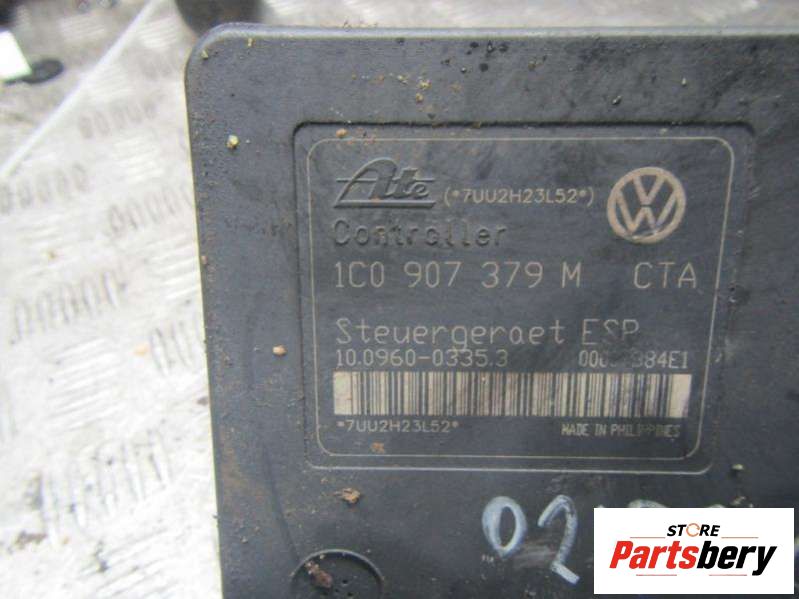 Ate (*7UU2H23L52*)
Controller
1C0 907 379 M CTA
Steuergeraet ESP
10.0960-0335.3
*7UU2H23L52* MADE IN PHILIPPINES
02
STORE
Partsbery